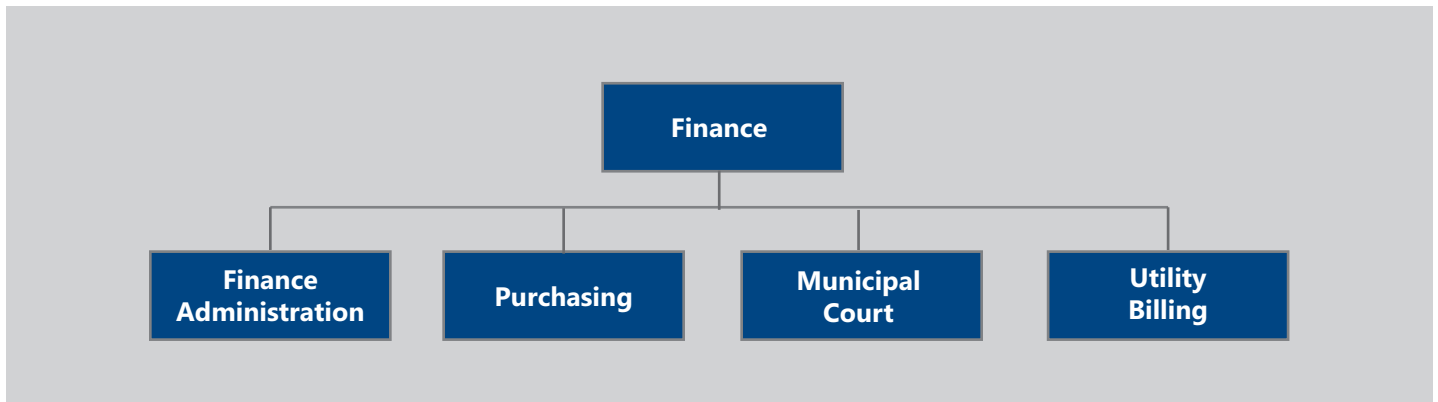 Finance
Finance
Administration
Purchasing
Municipal
Court
Utility
Billing